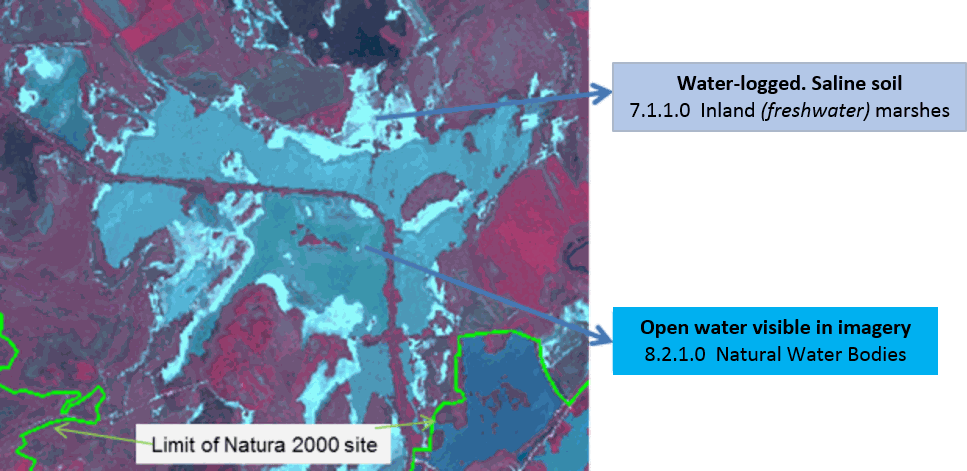 Water-logged. Saline soil
7.1.1.0 Inland (freshwater) marshes
Open water visible in imagery
8.2.1.0 Natural Water Bodies
Limit of Natura 2000 site